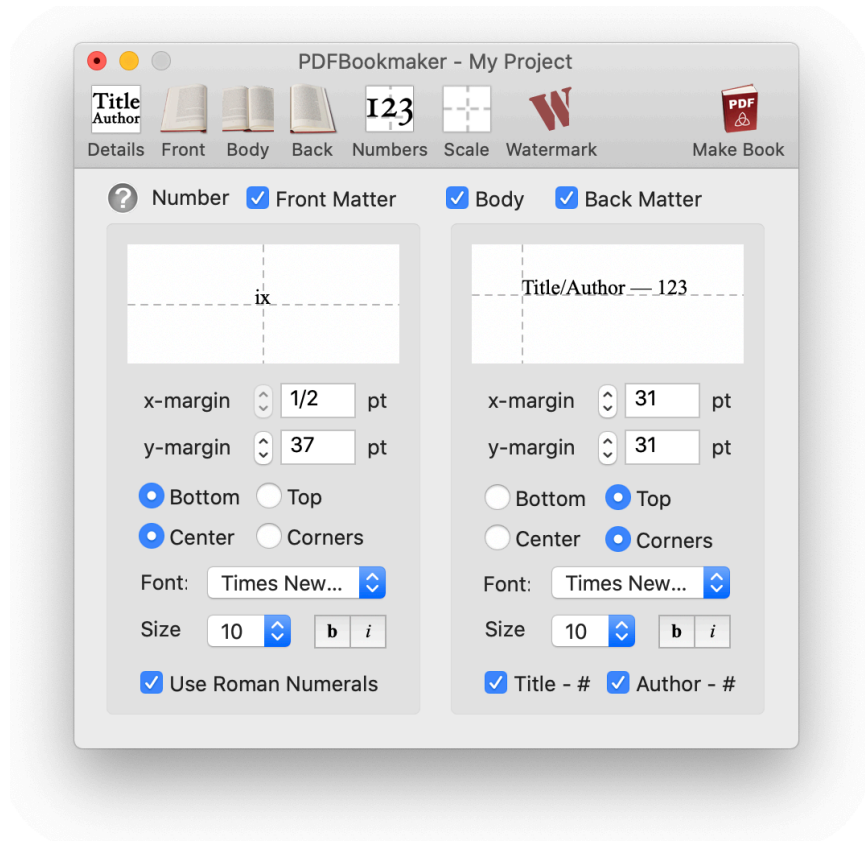 PDFBookmaker - My Project
Title
Author
123
PDF
Details Front Body Back Numbers Scale Watermark Make Book
? Number Front Matter Body Back Matter
ix
Title/Author — 123
x-margin 1/2 pt
x-margin 31 pt
y-margin 37 pt
y-margin 31 pt
Bottom Top
Bottom Top
Center Corners
Center Corners
Font: Times New...
Font: Times New...
Size 10 b i
Size 10 b i
Use Roman Numerals
Title - # Author - #